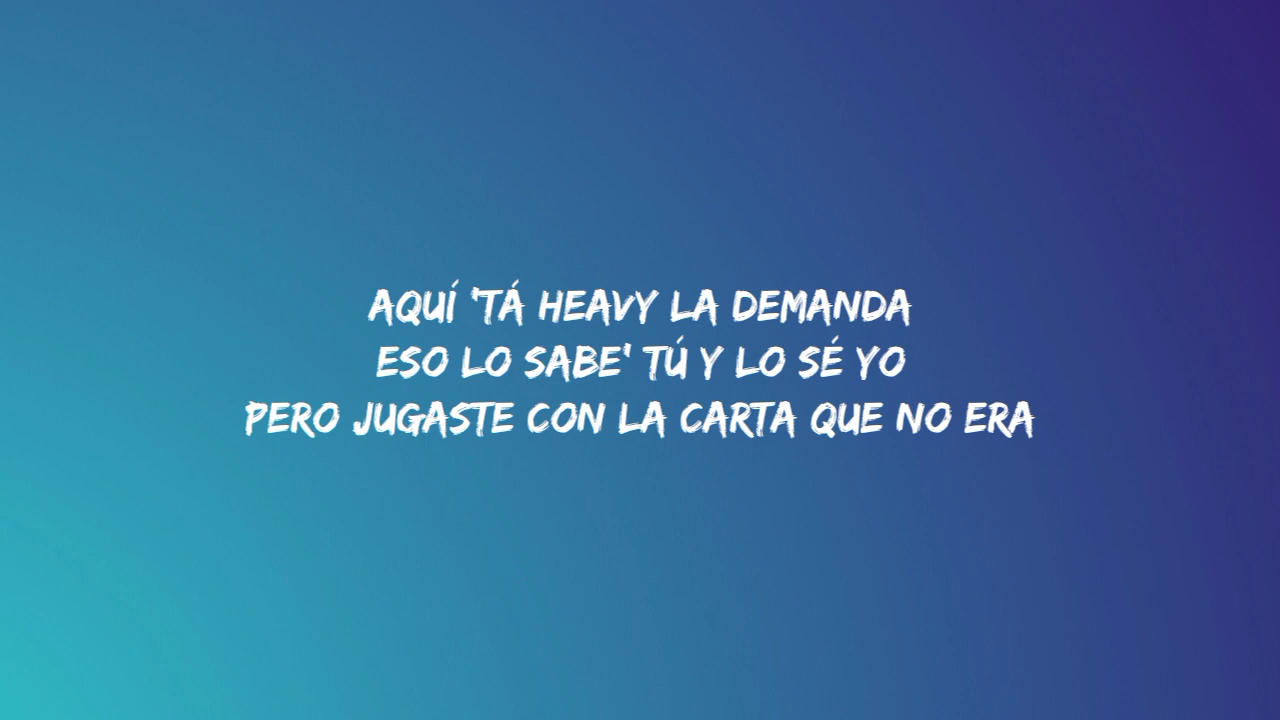 AQUÍ 'TÁ HEAVY LA DEMANDA
ESO LO SABE' TÚ Y LO SÉ YO
PERO JUGASTE CON LA CARTA QUE NO ERA